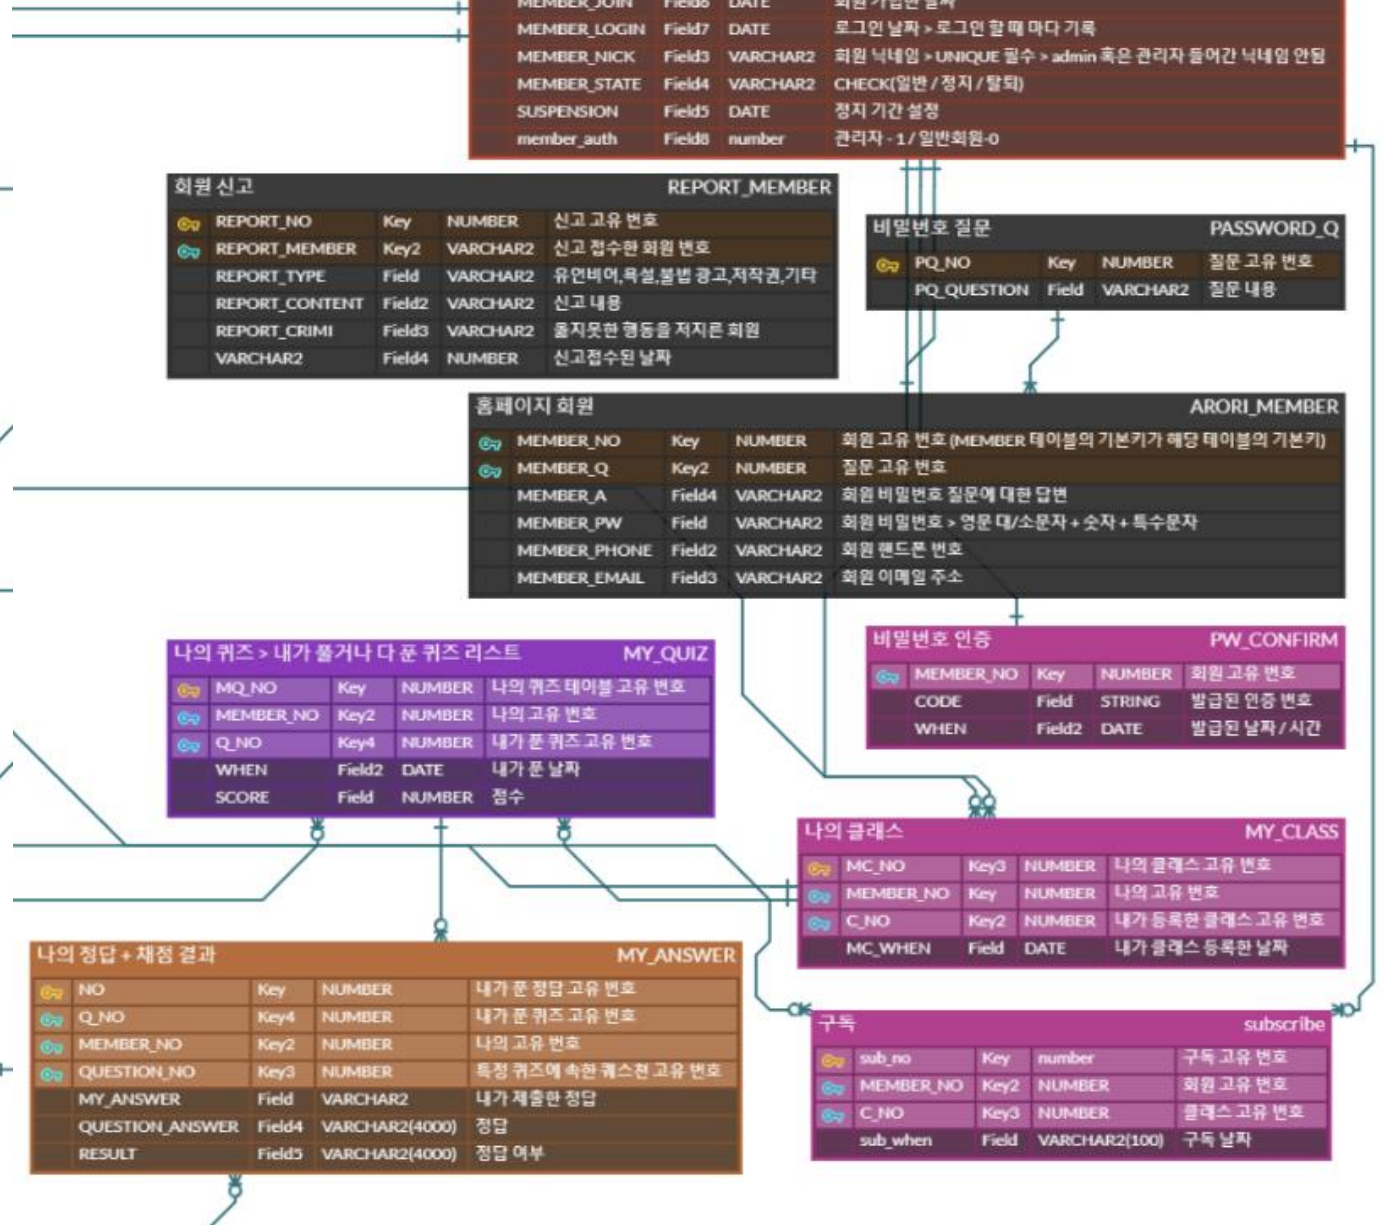 MEMBER_JOIN Field6 DATE 회원 가입한 날짜
MEMBER_LOGIN Field7 DATE 로그인 날짜 > 로그인 할 때 마다 기록
MEMBER_NICK Field3 VARCHAR2 회원 닉네임 > UNIQUE 필수 > admin 혹은 관리자 들어간 닉네임 안됨
MEMBER_STATE Field4 VARCHAR2 CHECK(일반 / 정지 / 탈퇴)
SUSPENSION Field5 DATE 정지 기간 설정
member_auth Field8 number 관리자 - 1 / 일반회원-0
회원 신고 REPORT_MEMBER
REPORT_NO Key NUMBER 신고 고유 번호
REPORT_MEMBER Key2 VARCHAR2 신고 접수한 회원 번호
REPORT_TYPE Field VARCHAR2 유언비어,욕설,불법 광고,저작권,기타
REPORT_CONTENT Field2 VARCHAR2 신고 내용
REPORT_CRIMI Field3 VARCHAR2 옳지못한 행동을 저지른 회원
VARCHAR2 Field4 NUMBER 신고접수된 날짜
비밀번호 질문 PASSWORD_Q
PQ_NO Key NUMBER 질문 고유 번호
PQ_QUESTION Field VARCHAR2 질문 내용
홈페이지 회원 ARORI_MEMBER
MEMBER_NO Key NUMBER 회원 고유 번호 (MEMBER 테이블의 기본키가 해당 테이블의 기본키)
MEMBER_Q Key2 NUMBER 질문 고유 번호
MEMBER_A Field4 VARCHAR2 회원 비밀번호 질문에 대한 답변
MEMBER_PW Field VARCHAR2 회원 비밀번호 > 영문 대/소문자 + 숫자 + 특수문자
MEMBER_PHONE Field2 VARCHAR2 회원 핸드폰 번호
MEMBER_EMAIL Field3 VARCHAR2 회원 이메일 주소
비밀번호 인증 PW_CONFIRM
MEMBER_NO Key NUMBER 회원 고유 번호
CODE Field STRING 발급된 인증 번호
WHEN Field2 DATE 발급된 날짜 / 시간
나의 퀴즈 > 내가 풀거나 다 푼 퀴즈 리스트 MY_QUIZ
MQ_NO Key NUMBER 나의 퀴즈 테이블 고유 번호
MEMBER_NO Key2 NUMBER 나의 고유 번호
Q_NO Key4 NUMBER 내가 푼 퀴즈 고유 번호
WHEN Field2 DATE 내가 푼 날짜
SCORE Field NUMBER 점수
나의 클래스 MY_CLASS
MC_NO Key3 NUMBER 나의 클래스 고유 번호
MEMBER_NO Key NUMBER 나의 고유 번호
C_NO Key2 NUMBER 내가 등록한 클래스 고유 번호
MC_WHEN Field DATE 내가 클래스 등록한 날짜
나의 정답 + 채점 결과 MY_ANSWER
NO Key NUMBER 내가 푼 정답 고유 번호
Q_NO Key4 NUMBER 내가 푼 퀴즈 고유 번호
MEMBER_NO Key2 NUMBER 나의 고유 번호
QUESTION_NO Key3 NUMBER 특정 퀴즈에 속한 퀘스쳔 고유 번호
MY_ANSWER Field VARCHAR2 내가 제출한 정답
QUESTION_ANSWER Field4 VARCHAR2(4000) 정답
RESULT Field5 VARCHAR2(4000) 정답 여부
구독 subscribe
sub_no Key number 구독 고유 번호
MEMBER_NO Key2 NUMBER 회원 고유 번호
C_NO Key3 NUMBER 클래스 고유 번호
sub_when Field VARCHAR2(100) 구독 날짜